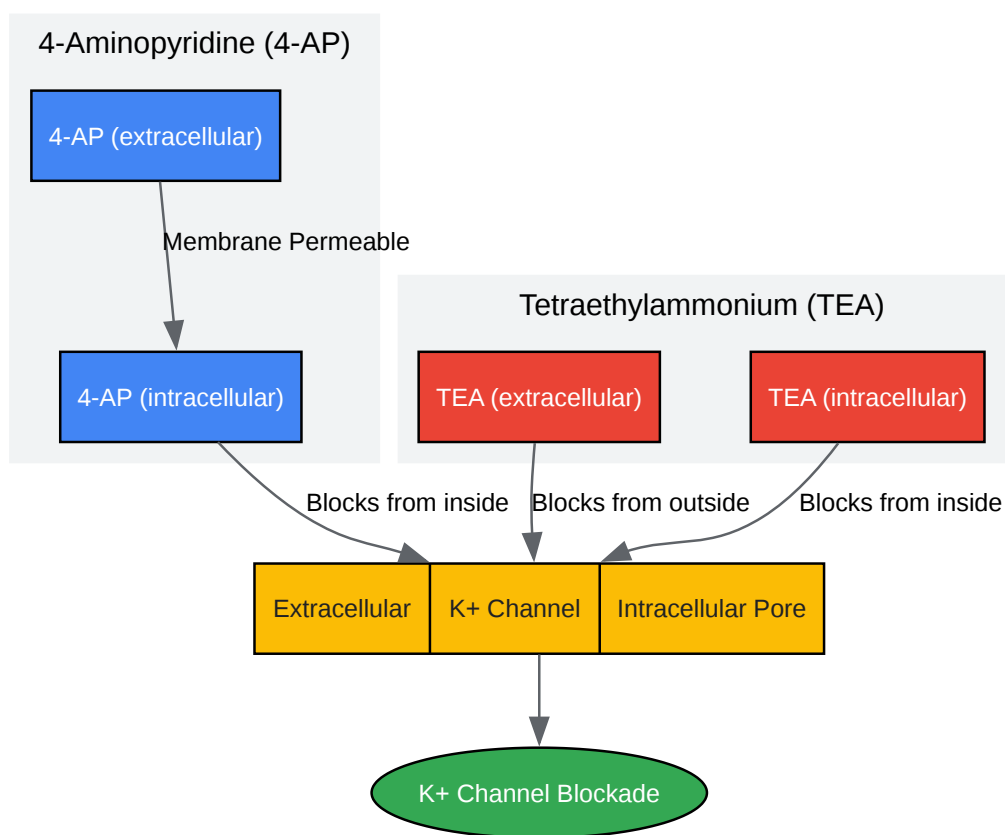 4-Aminopyridine (4-AP)
4-AP (extracellular)
Membrane Permeable
Tetraethylammonium (TEA)
4-AP (intracellular)
TEA (extracellular)
TEA (intracellular)
Blocks from inside
Blocks from outside
Blocks from inside
Extracellular
K+ Channel
Intracellular Pore
K+ Channel Blockade